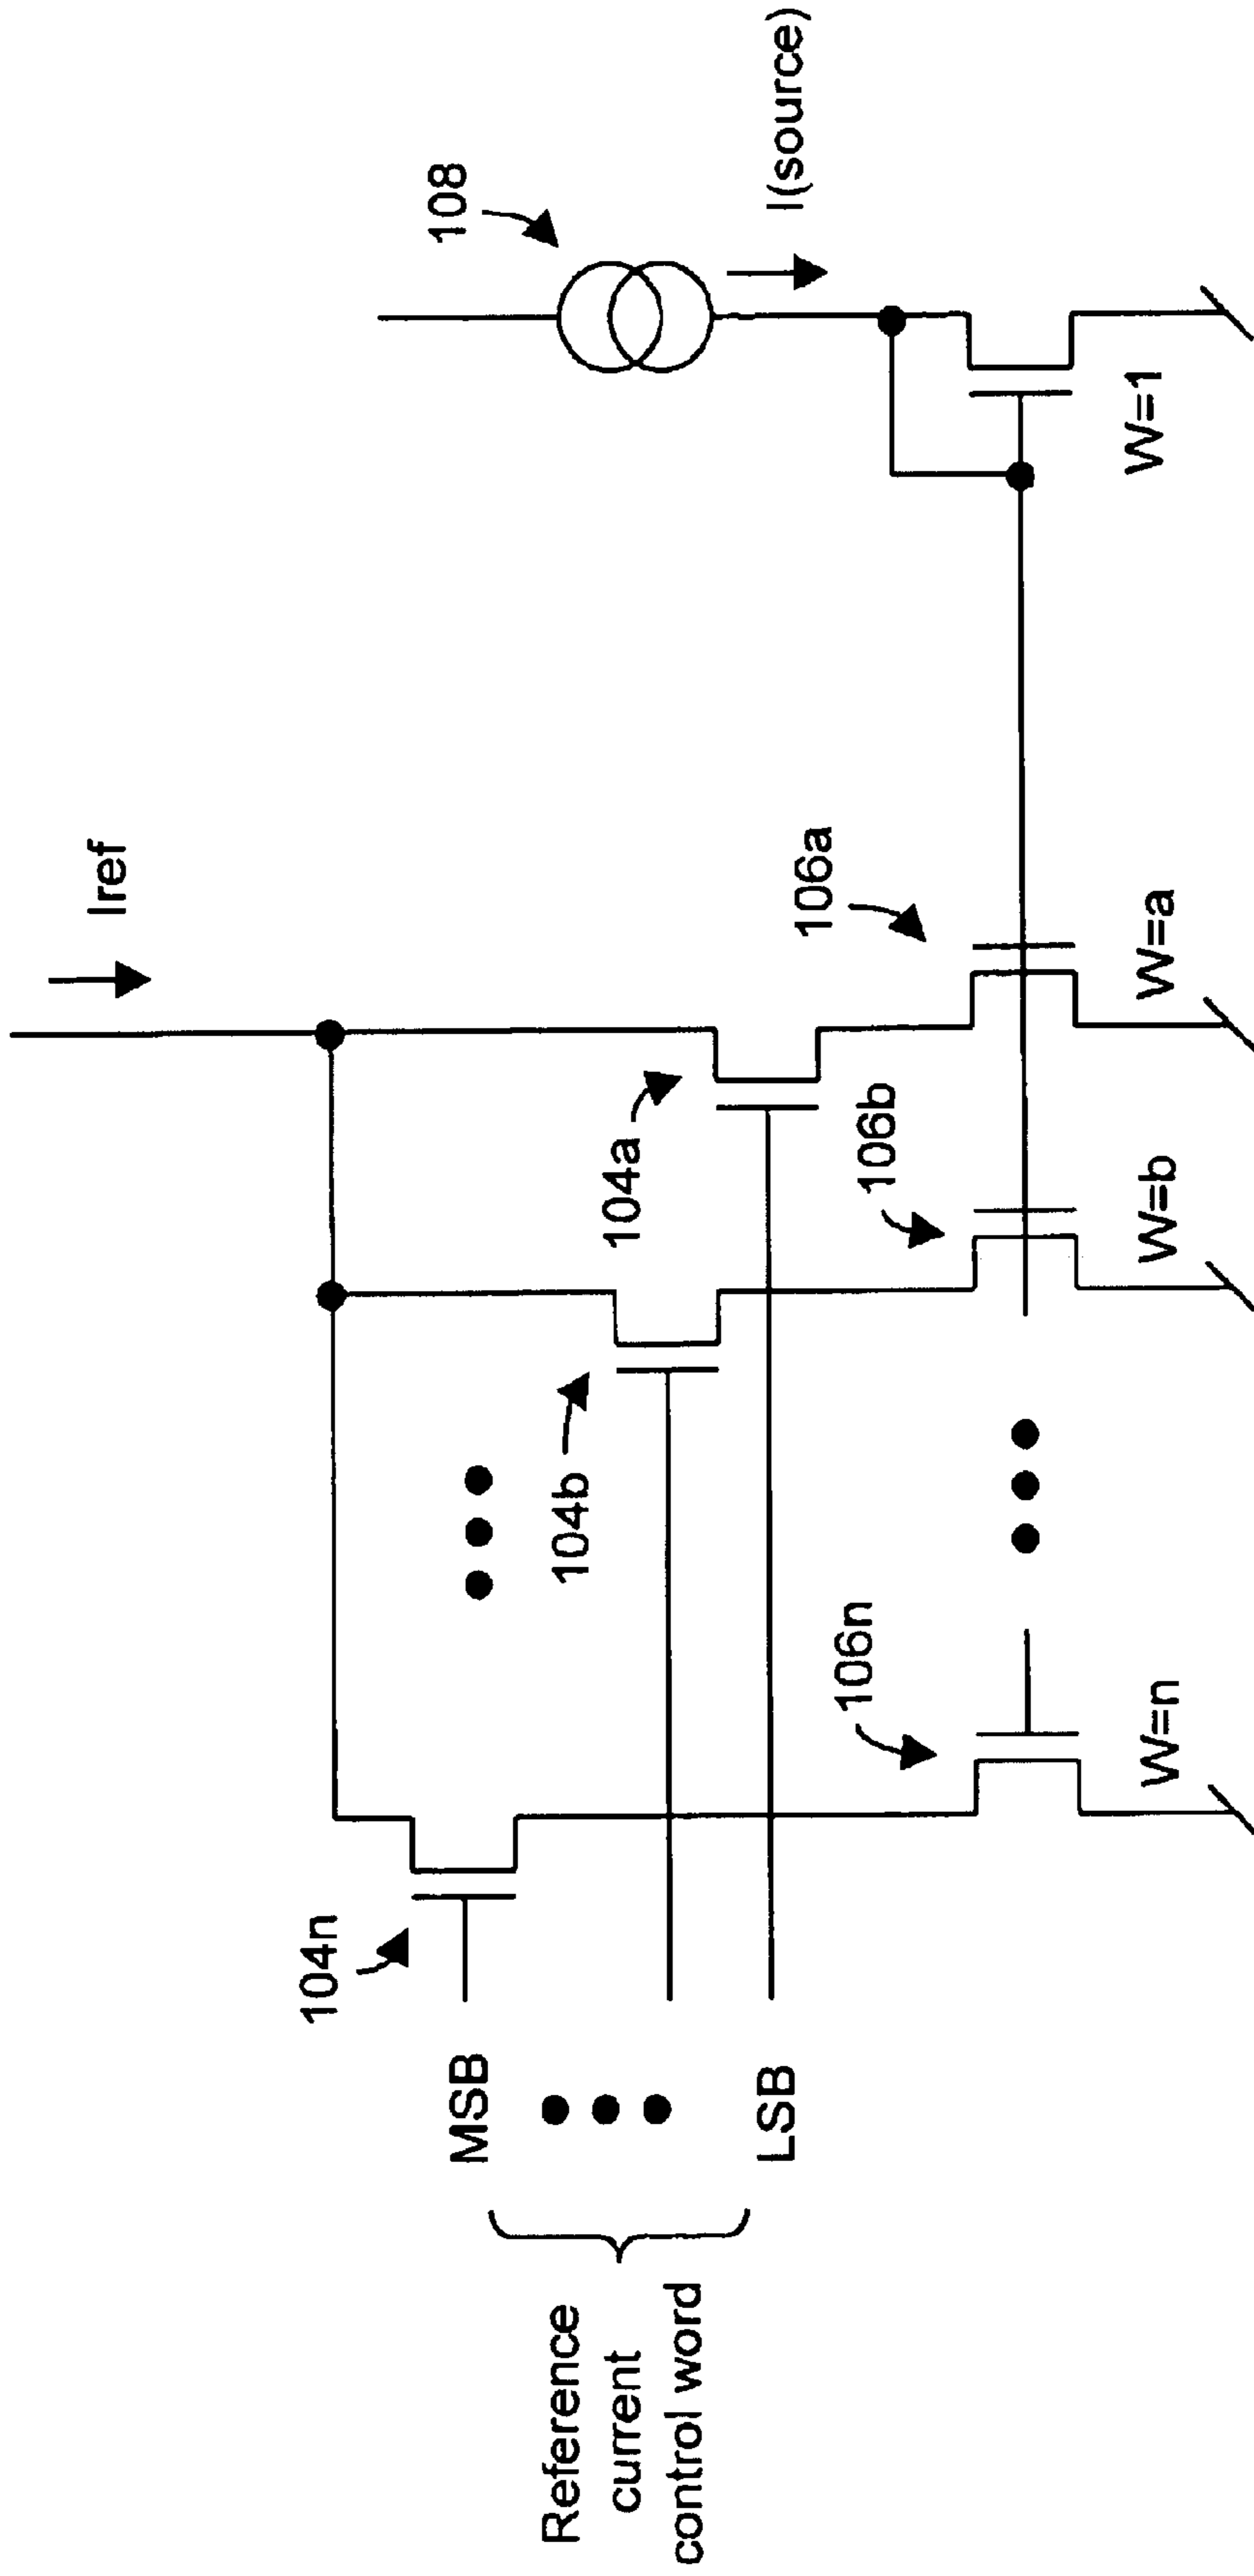 Iref
108
I(source)
104n
MSB
LSB
Reference
current
control word
104b
104a
106n
106b
106a
W=n
W=b
W=a
W=1